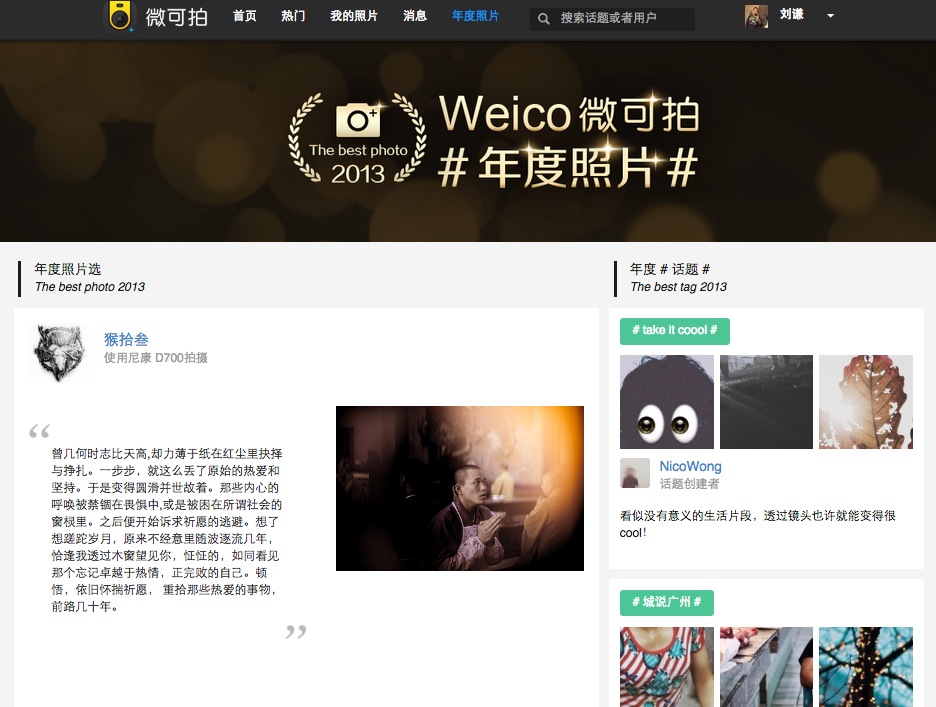 微可拍
首页 热门 我的照片 消息 年度照片
搜索话题或者用户
刘谦
The best photo
2013
Weico 微可拍
#年度照片#
年度照片选
The best photo 2013
猴拾叁
使用尼康 D700拍摄
“
曾几何时志比天高,却力薄于纸在红尘里抉择
与挣扎。一步步，就这么丢了原始的热爱和
坚持。于是变得圆滑并世故着。那些内心的
呼唤被禁锢在畏惧中,或是被困在所谓社会的
窗棂里。之后便开始诉求祈愿的逃避。想了
想蹉跎岁月，原来不经意里随波逐流几年，
恰逢我透过木窗望见你，怔怔的，如同看见
那个忘记卓越于热情，正完败的自己。顿
悟，依旧怀揣祈愿， 重拾那些热爱的事物，
前路几十年。
”
年度 # 话题 #
The best tag 2013
# take it coool #
NicoWong
话题创建者
看似没有意义的生活片段，透过镜头也许就能变得很
cool！
# 城说广州 #